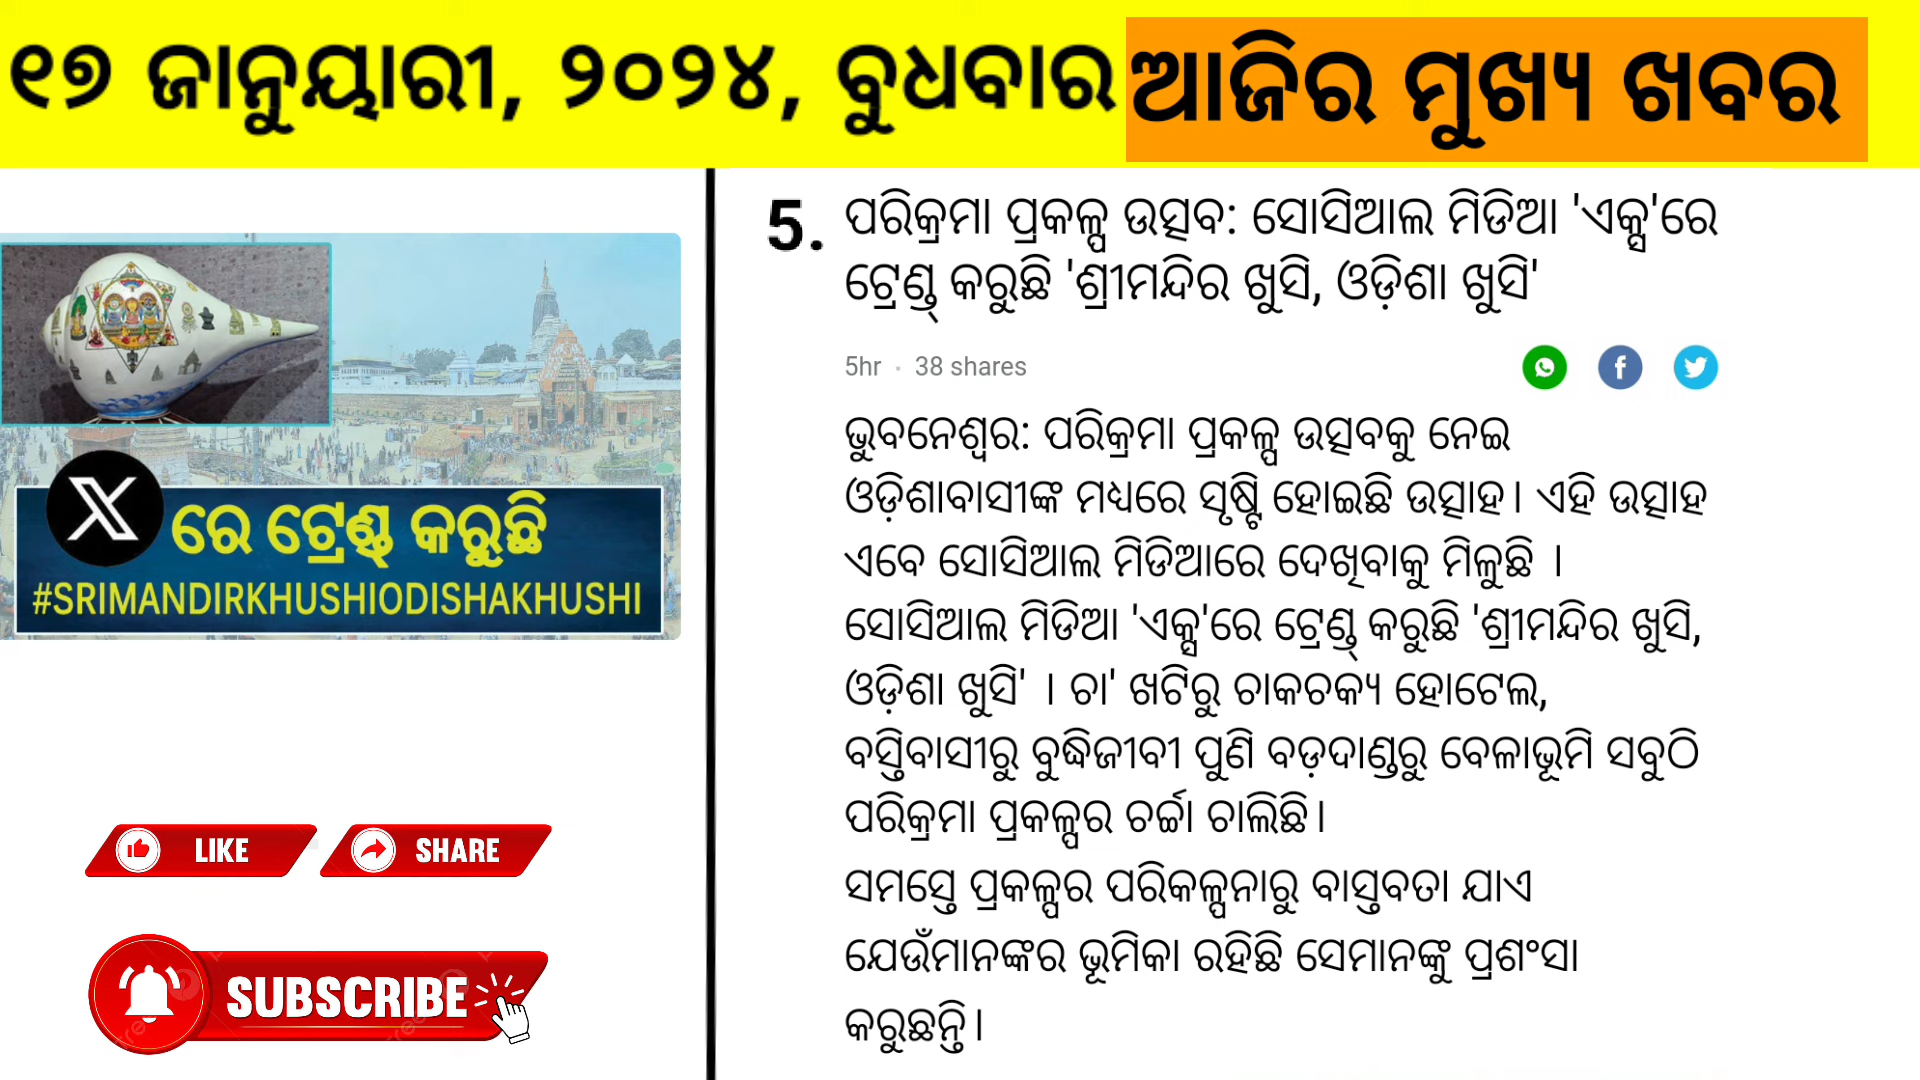 ୧୭ ଜାନୁୟାରୀ, ୨୦୨୪, ବୁଧବାର ଆଜିର ମୁଖ୍ୟ ଖବର
5. ପରିକ୍ରମା ପ୍ରକଳ୍ପ ଉତ୍ସବ: ସୋସିଆଲ ମିଡିଆ 'ଏକ୍ସ'ରେ
ଟ୍ରେଣ୍ଡ୍ କରୁଛି 'ଶ୍ରୀମନ୍ଦିର ଖୁସି, ଓଡ଼ିଶା ଖୁସି'
5hr · 38 shares
ଭୁବନେଶ୍ୱର: ପରିକ୍ରମା ପ୍ରକଳ୍ପ ଉତ୍ସବକୁ ନେଇ
ଓଡ଼ିଶାବାସୀଙ୍କ ମଧ୍ୟରେ ସୃଷ୍ଟି ହୋଇଛି ଉତ୍ସାହ। ଏହି ଉତ୍ସାହ
ଏବେ ସୋସିଆଲ ମିଡିଆରେ ଦେଖିବାକୁ ମିଳୁଛି ।
ସୋସିଆଲ ମିଡିଆ 'ଏକ୍ସ'ରେ ଟ୍ରେଣ୍ଡ୍ କରୁଛି 'ଶ୍ରୀମନ୍ଦିର ଖୁସି,
ଓଡ଼ିଶା ଖୁସି' । ଚା' ଖଟିରୁ ଚାକଚକ୍ୟ ହୋଟେଲ,
ବସ୍ତିବାସୀରୁ ବୁଦ୍ଧିଜୀବୀ ପୁଣି ବଡ଼ଦାଣ୍ଡରୁ ବେଳାଭୂମି ସବୁଠି
ପରିକ୍ରମା ପ୍ରକଳ୍ପର ଚର୍ଚ୍ଚା ଚାଲିଛି।
ସମସ୍ତେ ପ୍ରକଳ୍ପର ପରିକଳ୍ପନାରୁ ବାସ୍ତବତା ଯାଏ
ଯେଉଁମାନଙ୍କର ଭୂମିକା ରହିଛି ସେମାନଙ୍କୁ ପ୍ରଶଂସା
କରୁଛନ୍ତି।
X ରେ ଟ୍ରେଣ୍ଡ୍ କରୁଛି
#SRIMANDIRKHUSHIODISHAKHUSHI
LIKE SHARE
SUBSCRIBE